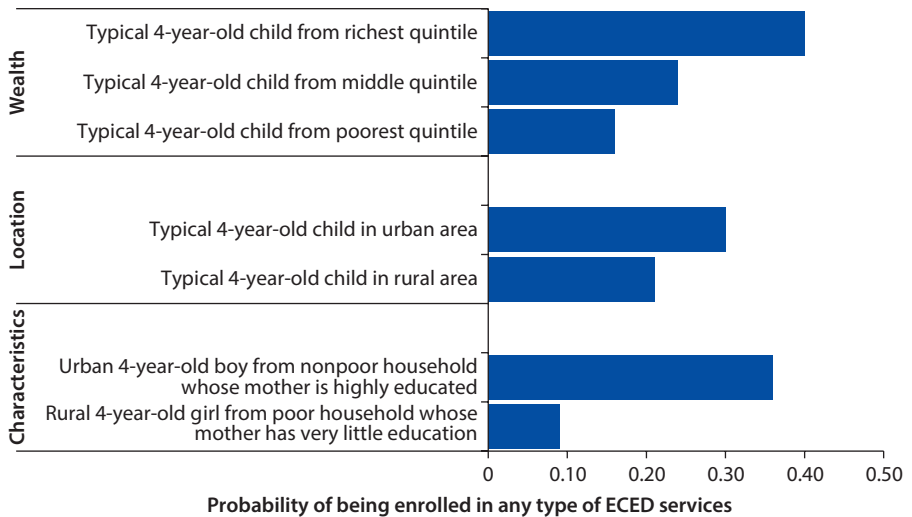 Wealth
Typical 4-year-old child from richest quintile
Typical 4-year-old child from middle quintile
Typical 4-year-old child from poorest quintile
Location
Typical 4-year-old child in urban area
Typical 4-year-old child in rural area
Characteristics
Urban 4-year-old boy from nonpoor household
whose mother is highly educated
Rural 4-year-old girl from poor household whose
mother has very little education
0 0.10 0.20 0.30 0.40 0.50
Probability of being enrolled in any type of ECED services